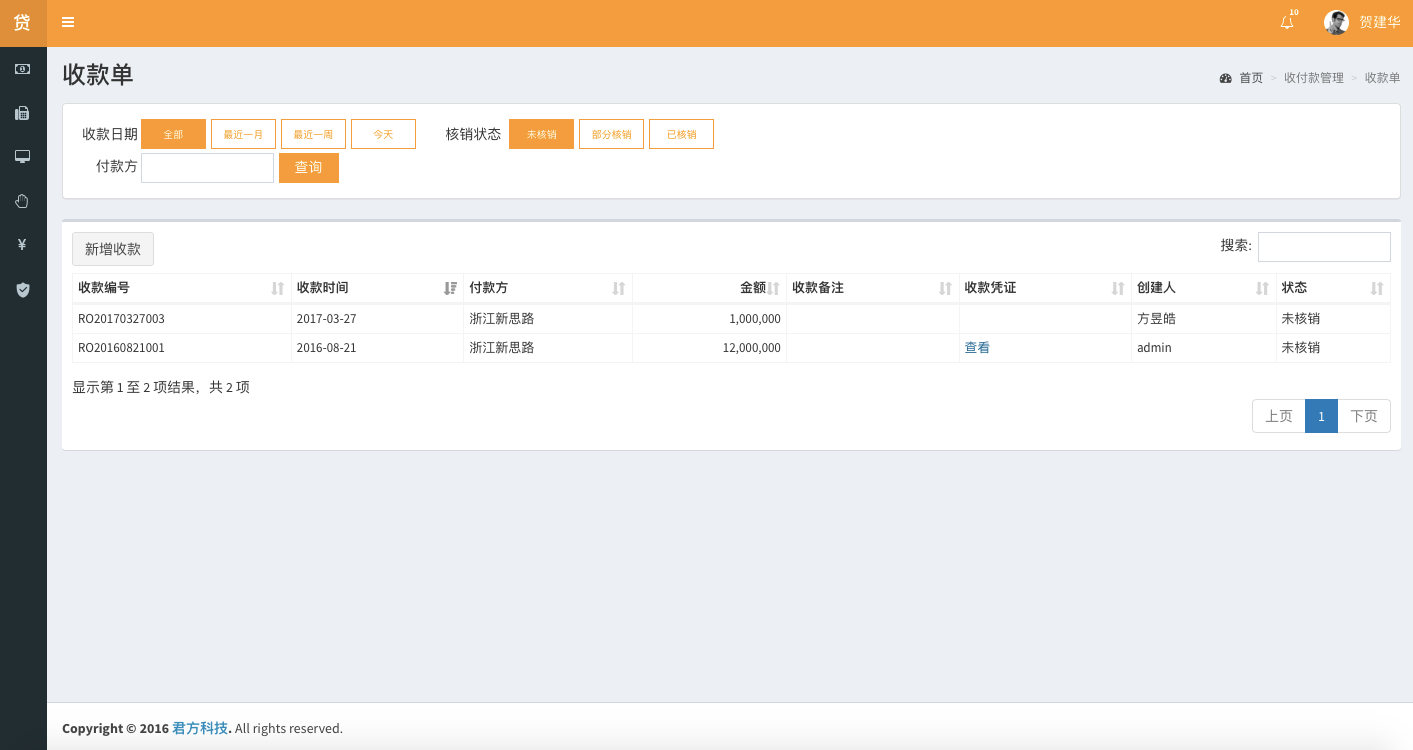 贷
10
贺建华
收款单
首页 > 收付款管理 > 收款单
收款日期 全部 最近一月 最近一周 今天 核销状态 未核销 部分核销 已核销
付款方 查询
新增收款 搜索:
收款编号 收款时间 付款方 金额 收款备注 收款凭证 创建人 状态
RO20170327003 2017-03-27 浙江新思路 1,000,000 方昱皓 未核销
RO20160821001 2016-08-21 浙江新思路 12,000,000 查看 admin 未核销
显示第 1 至 2 项结果，共 2 项
上页 1 下页
Copyright © 2016 君方科技. All rights reserved.